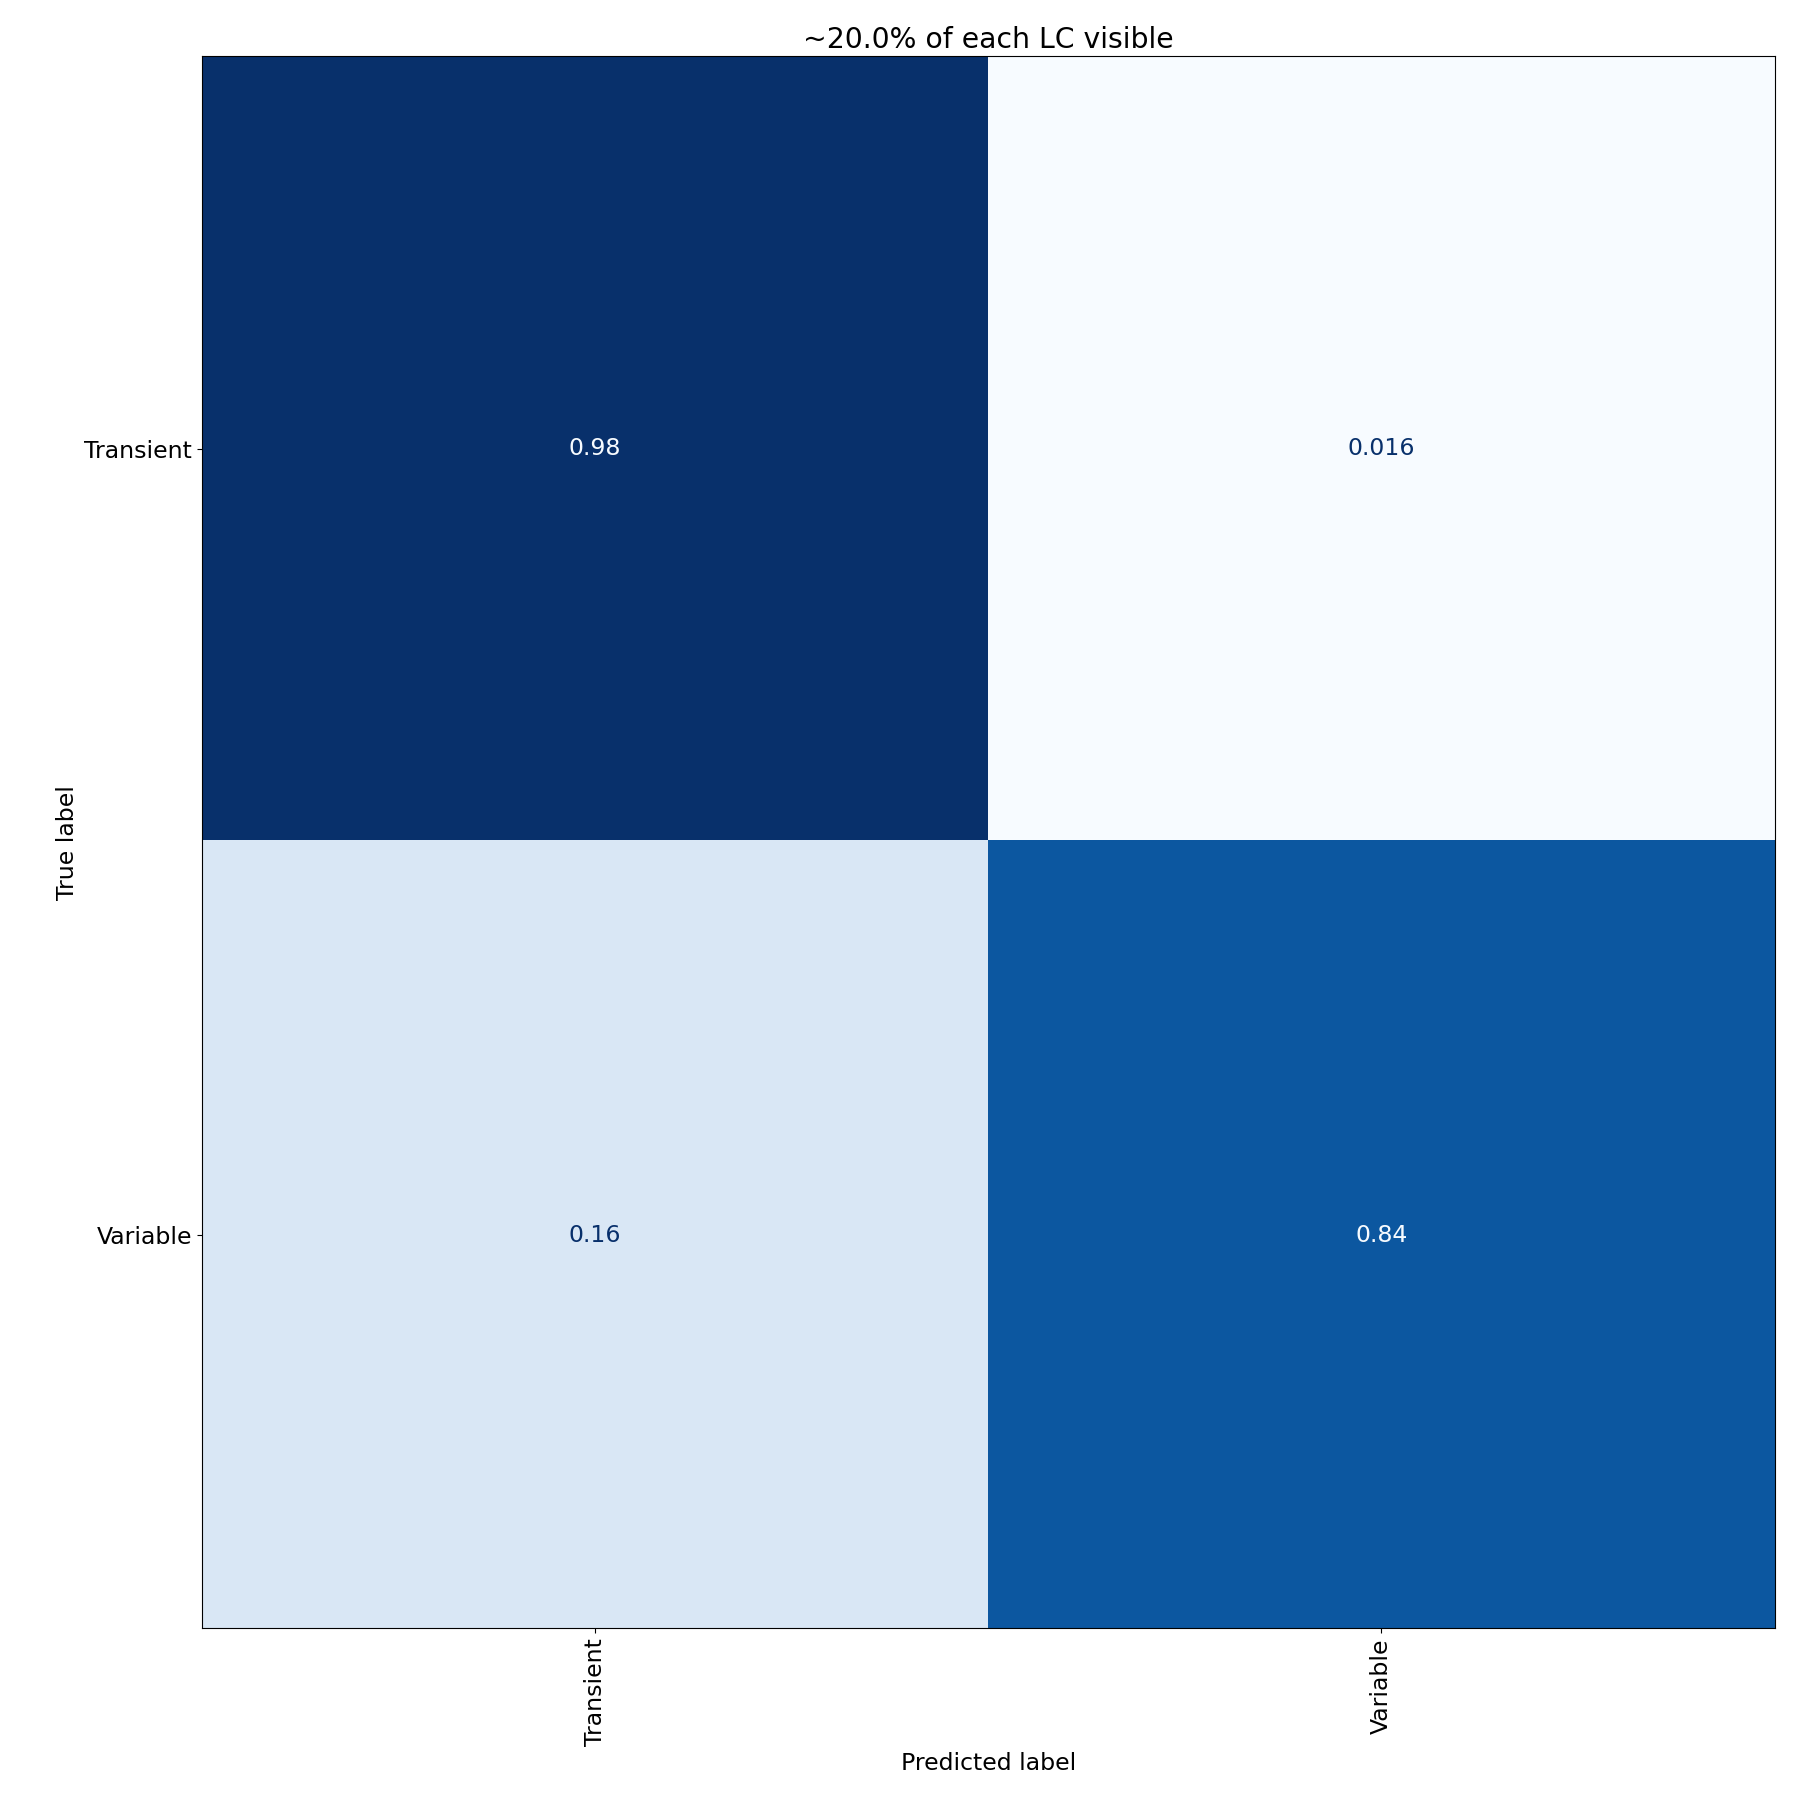 ~20.0% of each LC visible
True label
Transient
0.98
0.016
Variable
0.16
0.84
Transient
Variable
Predicted label